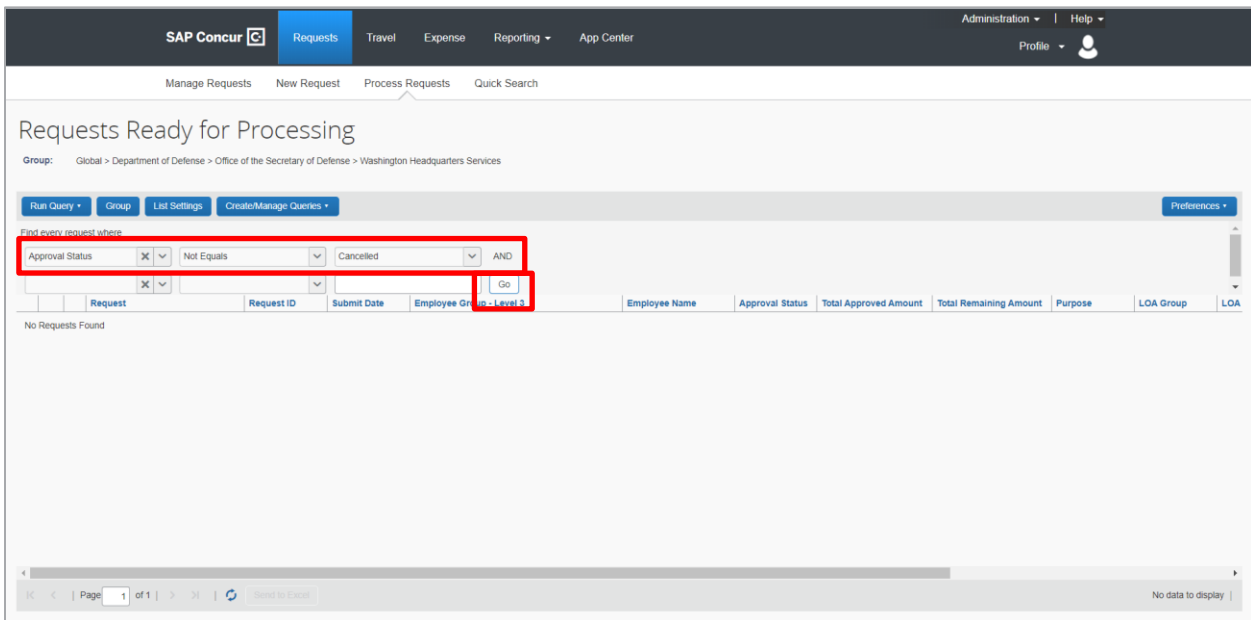 Administration | Help
SAP Concur C Requests Travel Expense Reporting App Center
Profile
Manage Requests New Request Process Requests Quick Search
Requests Ready for Processing
Group: Global > Department of Defense > Office of the Secretary of Defense > Washington Headquarters Services
Run Query Group List Settings Create/Manage Queries Preferences
Find every request where
Approval Status Not Equals Cancelled AND
Go
Request Request ID Submit Date Employee Group - Level 3 Employee Name Approval Status Total Approved Amount Total Remaining Amount Purpose LOA Group LOA
No Requests Found
| Page 1 of 1 | | Send to Excel No data to display |